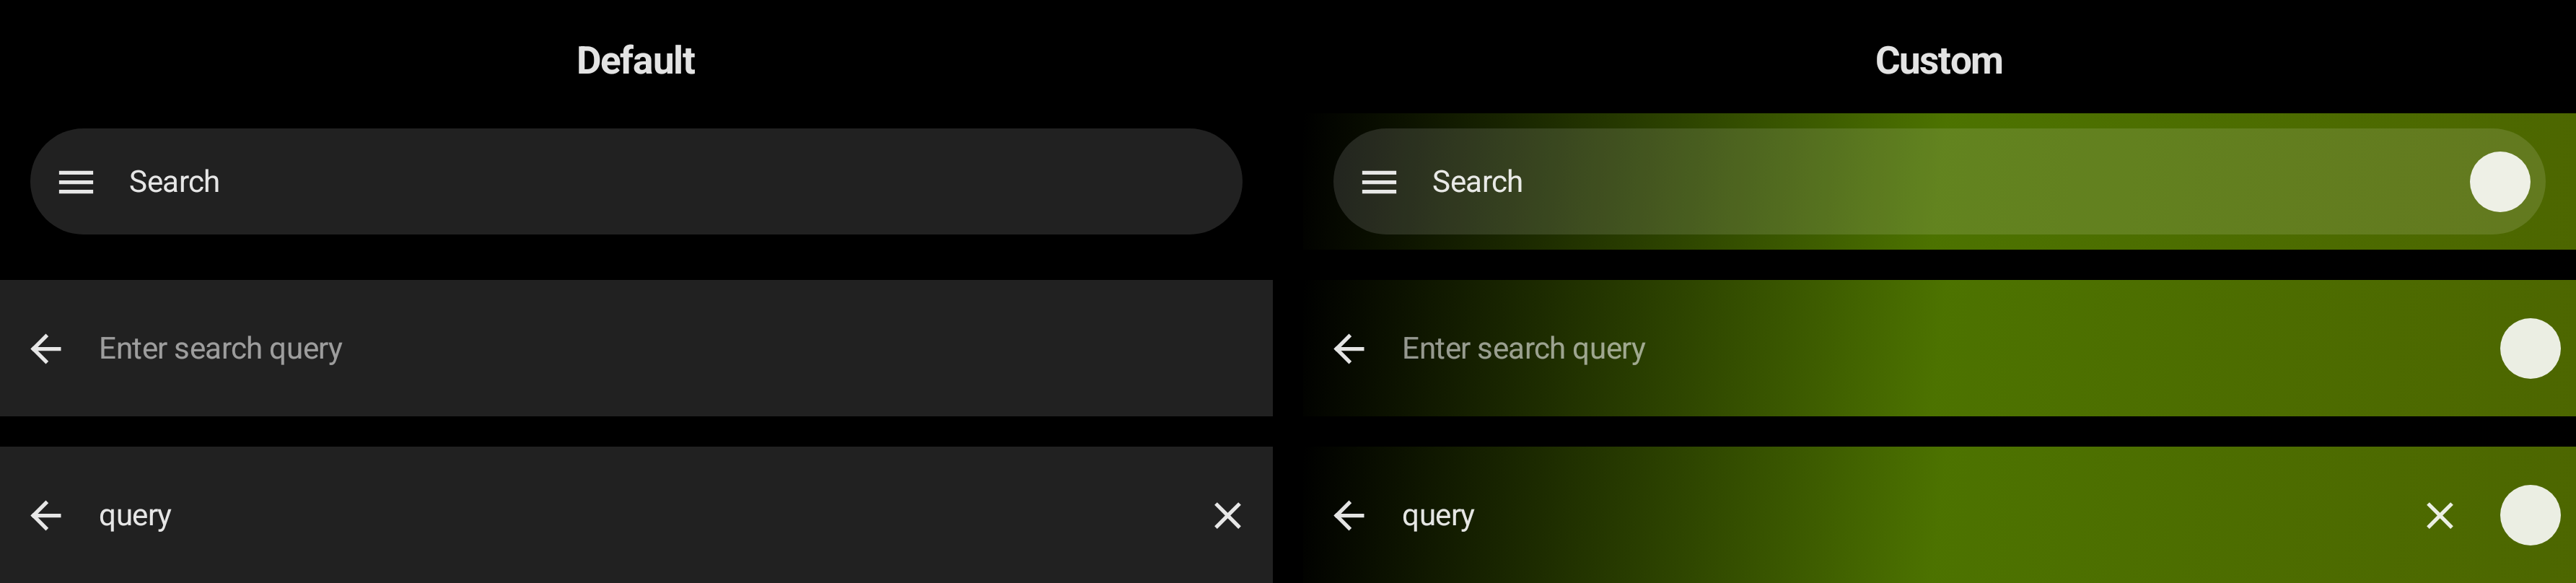 Default
Search
Enter search query
query
Custom
Search
Enter search query
query